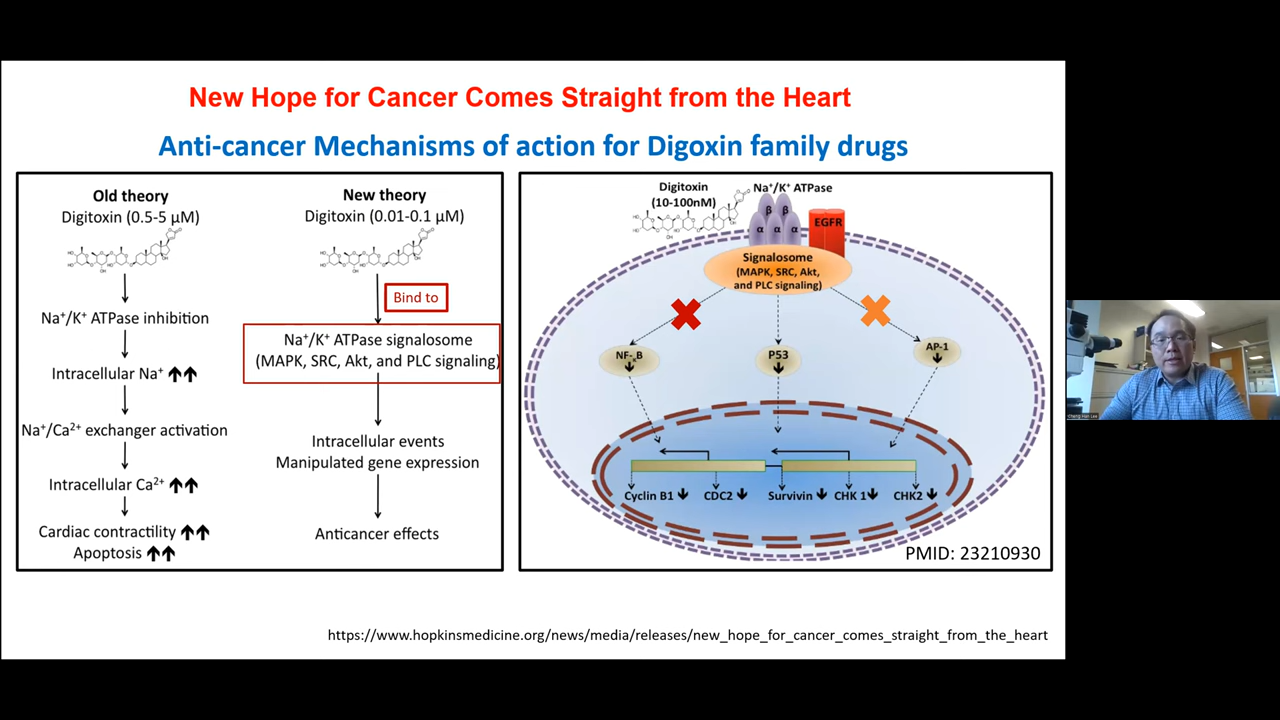 New Hope for Cancer Comes Straight from the Heart
Anti-cancer Mechanisms of action for Digoxin family drugs
Old theory
Digitoxin (0.5-5 µM)
Na⁺/K⁺ ATPase inhibition
Intracellular Na⁺
Na⁺/Ca²⁺ exchanger activation
Intracellular Ca²⁺
Cardiac contractility
Apoptosis
New theory
Digitoxin (0.01-0.1 µM)
Bind to
Na⁺/K⁺ ATPase signalosome
(MAPK, SRC, Akt, and PLC signaling)
Intracellular events
Manipulated gene expression
Anticancer effects
Digitoxin
(10-100nM)
Na⁺/K⁺ ATPase
β β
α α α
EGFR
Signalosome
(MAPK, SRC, Akt,
and PLC signaling)
NF-κB
P53
AP-1
Cyclin B1
CDC2
Survivin
CHK 1
CHK2
PMID: 23210930
https://www.hopkinsmedicine.org/news/media/releases/new_hope_for_cancer_comes_straight_from_the_heart